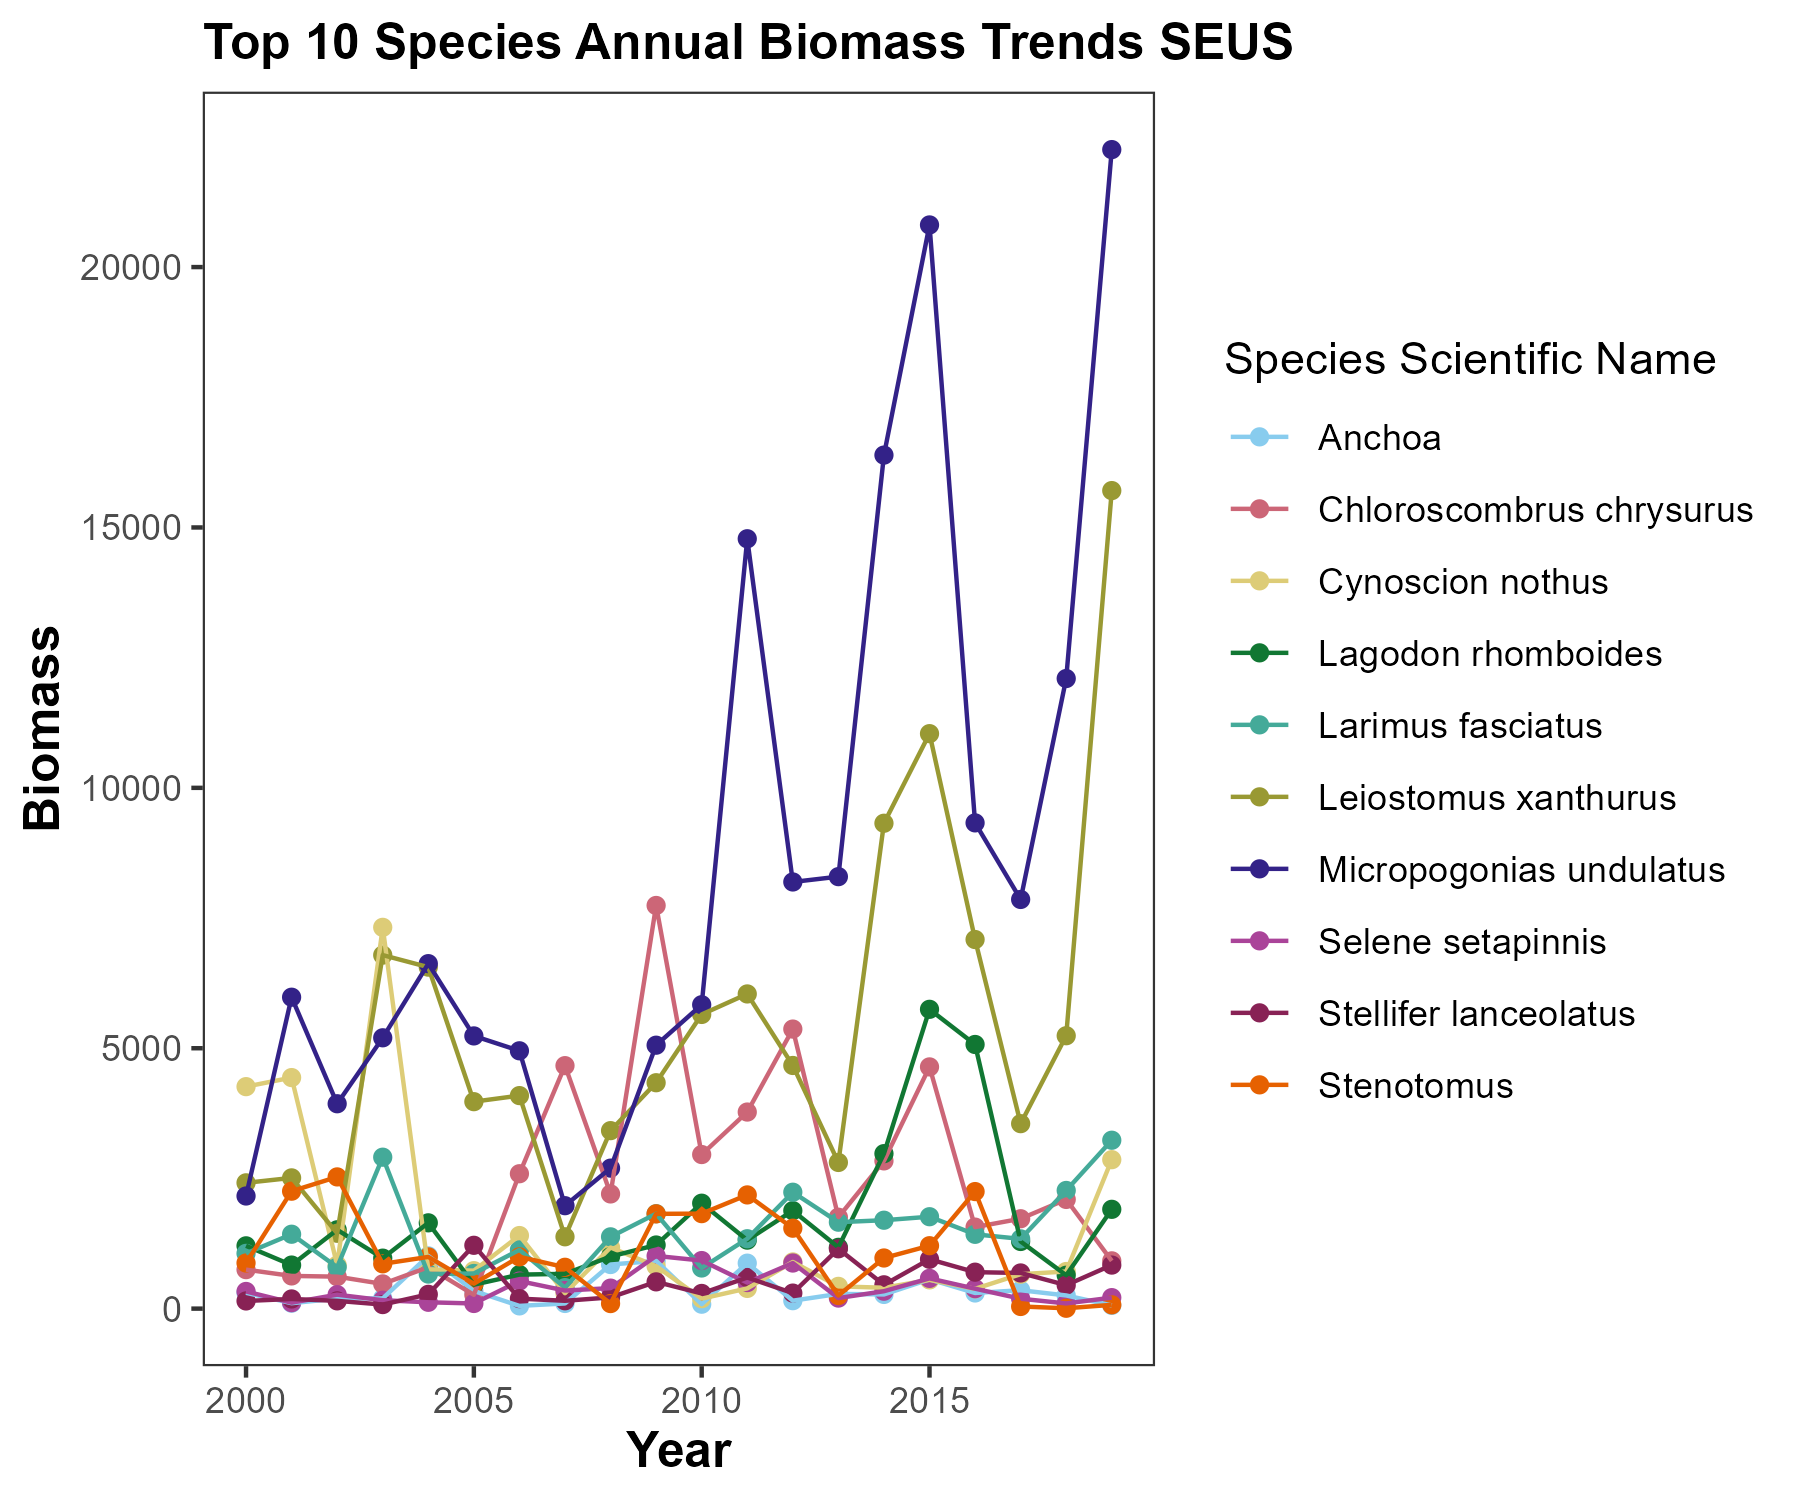 Top 10 Species Annual Biomass Trends SEUS
20000
15000
10000
5000
0
Biomass
2000 2005 2010 2015
Year
Species Scientific Name
Anchoa
Chloroscombrus chrysurus
Cynoscion nothus
Lagodon rhomboides
Larimus fasciatus
Leiostomus xanthurus
Micropogonias undulatus
Selene setapinnis
Stellifer lanceolatus
Stenotomus